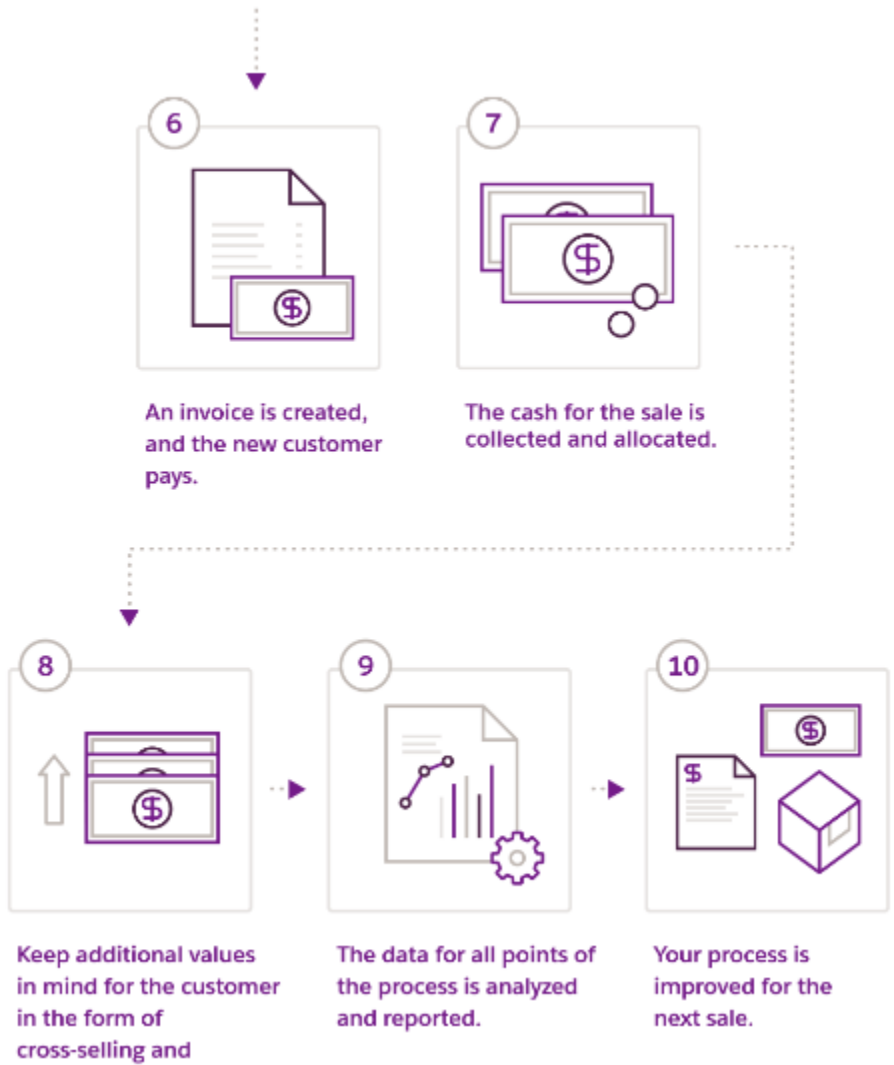 6
7
$
$
An invoice is created,
and the new customer
pays.
The cash for the sale is
collected and allocated.
8
9
10
$
$
$
Keep additional values
in mind for the customer
in the form of
cross-selling and
The data for all points of
the process is analyzed
and reported.
Your process is
improved for the
next sale.